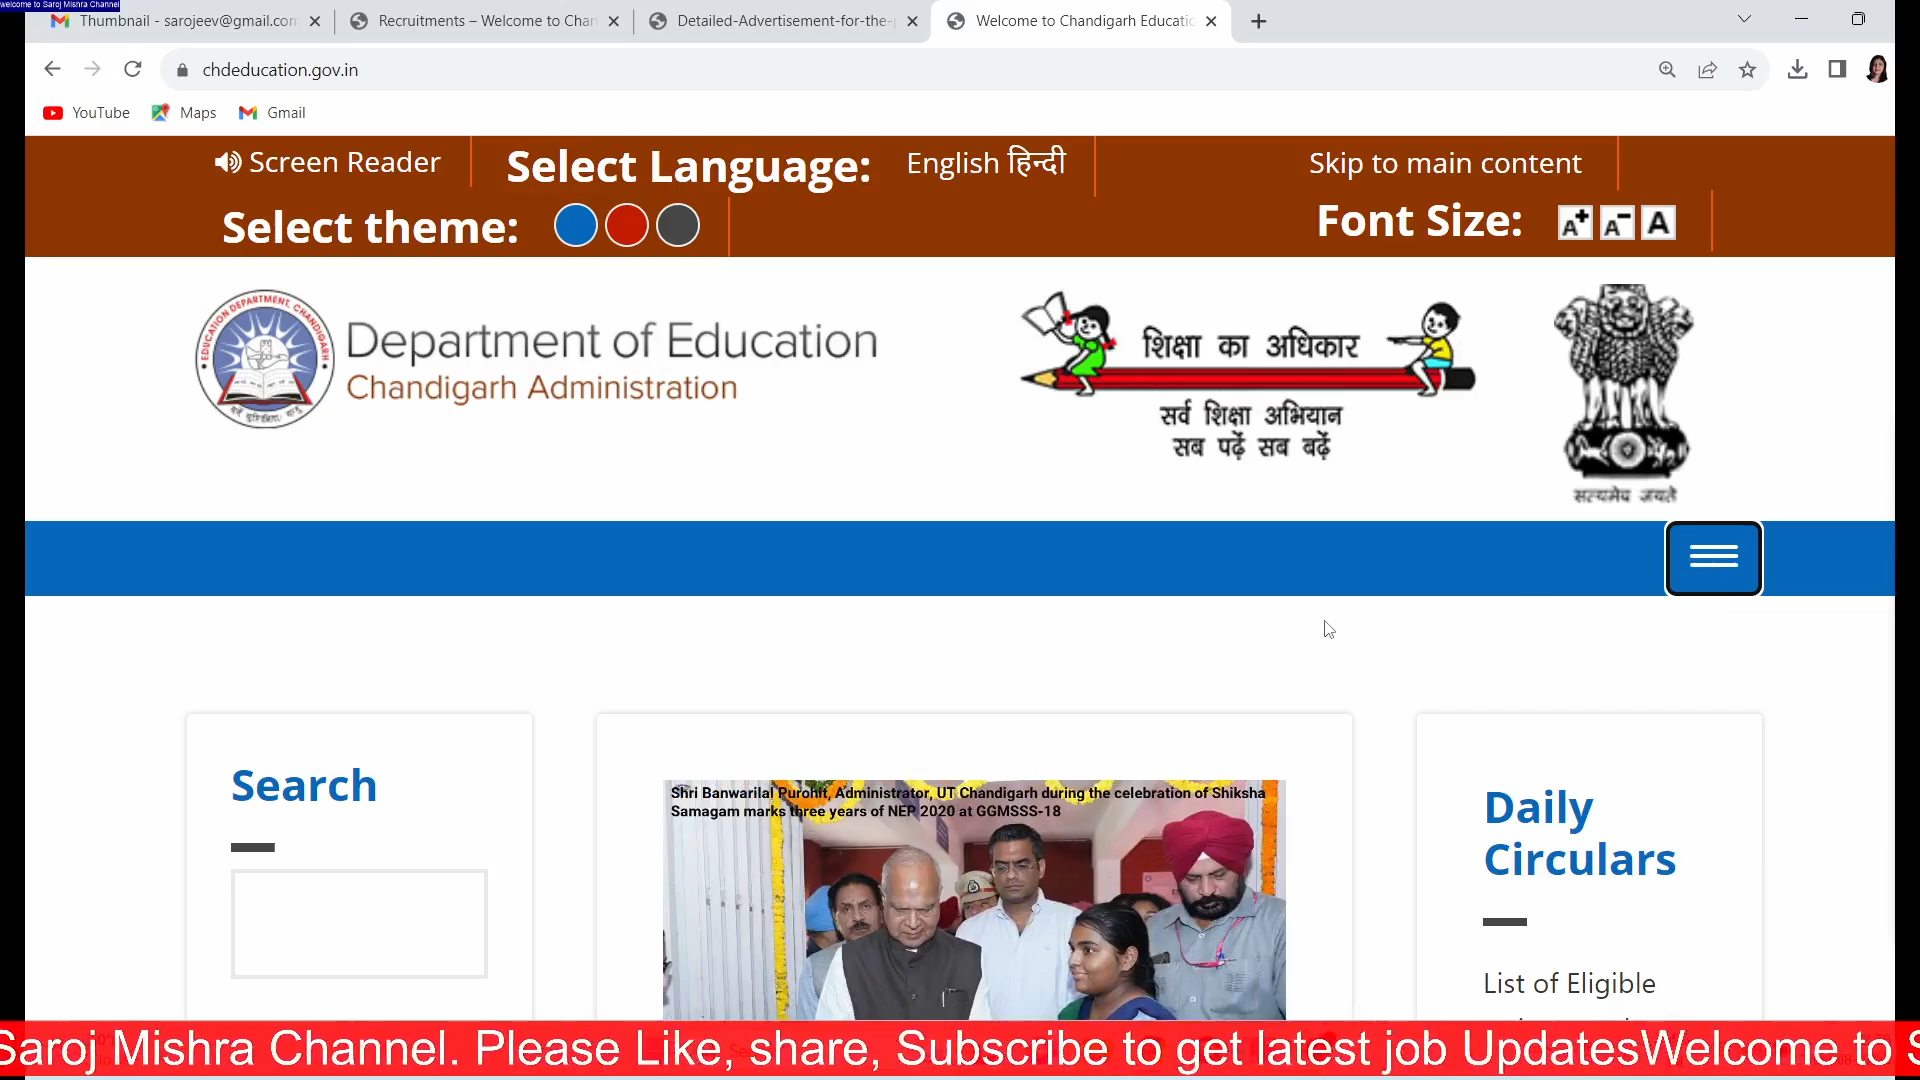 welcome to Saroj Mishra Channel
Thumbnail - sarojeev@gmail.com
Recruitments – Welcome to Chan
Detailed-Advertisement-for-the-
Welcome to Chandigarh Educatio
chdeducation.gov.in
YouTube
Maps
Gmail
Screen Reader
Select Language:
English हिन्दी
Skip to main content
Select theme:
Font Size:
A+ A- A
EDUCATION DEPARTMENT, CHANDIGARH
Department of Education
Chandigarh Administration
शिक्षा का अधिकार
सर्व शिक्षा अभियान
सब पढ़ें सब बढ़ें
सत्यमेव जयते
Search
Shri Banwarilal Purohit, Administrator, UT Chandigarh during the celebration of Shiksha
Samagam marks three years of NEP 2020 at GGMSSS-18
Daily
Circulars
List of Eligible
Saroj Mishra Channel. Please Like, share, Subscribe to get latest job UpdatesWelcome to S